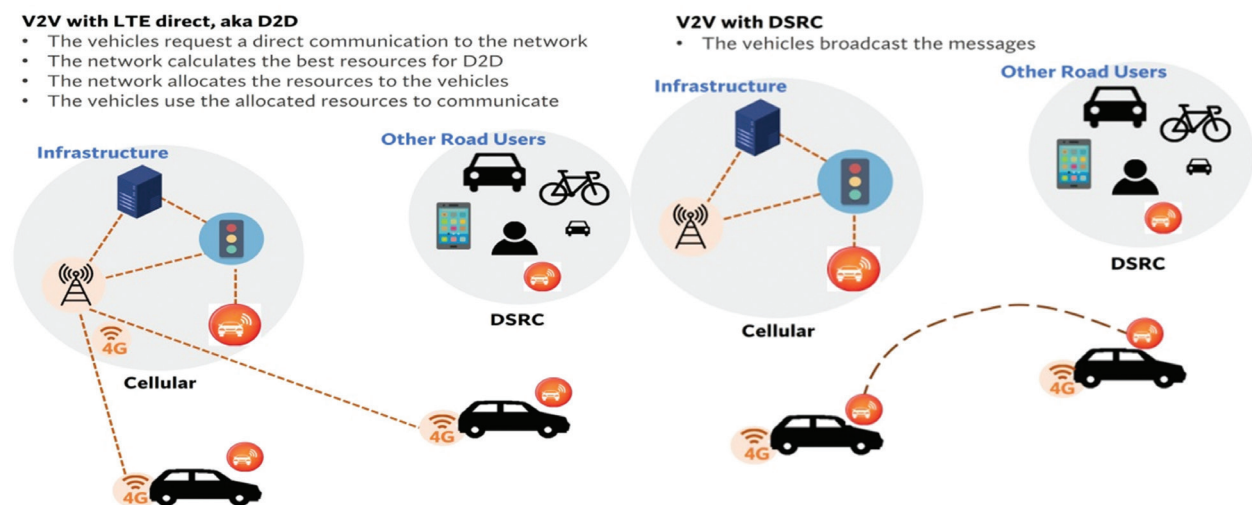 V2V with LTE direct, aka D2D
• The vehicles request a direct communication to the network
• The network calculates the best resources for D2D
• The network allocates the resources to the vehicles
• The vehicles use the allocated resources to communicate
Infrastructure
Other Road Users
DSRC
4G
Cellular
4G
4G
V2V with DSRC
• The vehicles broadcast the messages
Other Road Users
Infrastructure
DSRC
Cellular
4G
4G